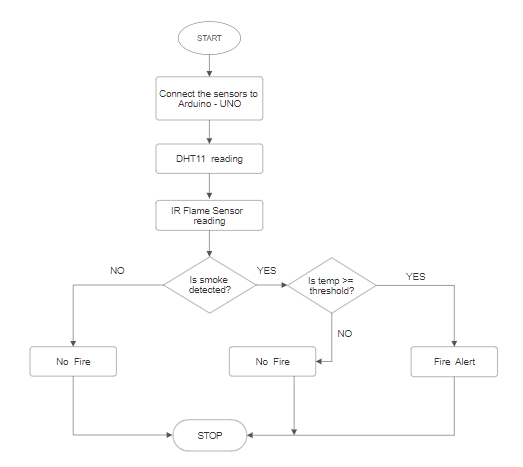 START
Connect the sensors to
Arduino - UNO
DHT11 reading
IR Flame Sensor
reading
NO
Is smoke
detected?
YES
Is temp >=
threshold?
YES
NO
No Fire
No Fire
Fire Alert
STOP